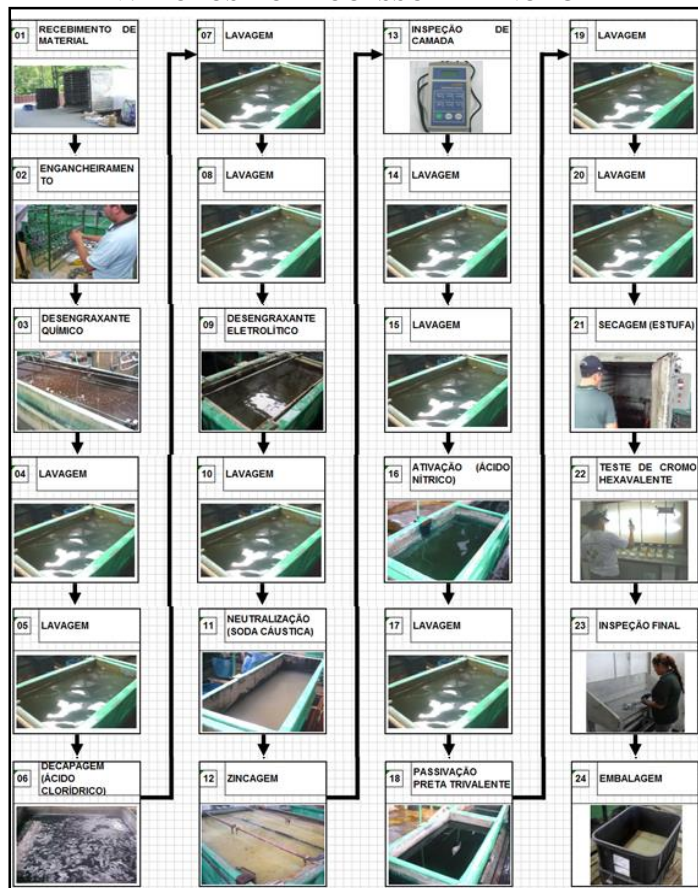 01 RECEBIMENTO DE
MATERIAL
02 ENGANCHEIRAMEN
TO
03 DESENGRAXANTE
QUÍMICO
04 LAVAGEM
05 LAVAGEM
06 DECAPAGEM
(ÁCIDO
CLORÍDRICO)
07 LAVAGEM
08 LAVAGEM
09 DESENGRAXANTE
ELETROLÍTICO
10 LAVAGEM
11 NEUTRALIZAÇÃO
(SODA CÁUSTICA)
12 ZINCAGEM
13 INSPEÇÃO DE
CAMADA
14 LAVAGEM
15 LAVAGEM
16 ATIVAÇÃO (ÁCIDO
NÍTRICO)
17 LAVAGEM
18 PASSIVAÇÃO
PRETA TRIVALENTE
19 LAVAGEM
20 LAVAGEM
21 SECAGEM (ESTUFA)
22 TESTE DE CROMO
HEXAVALENTE
23 INSPEÇÃO FINAL
24 EMBALAGEM